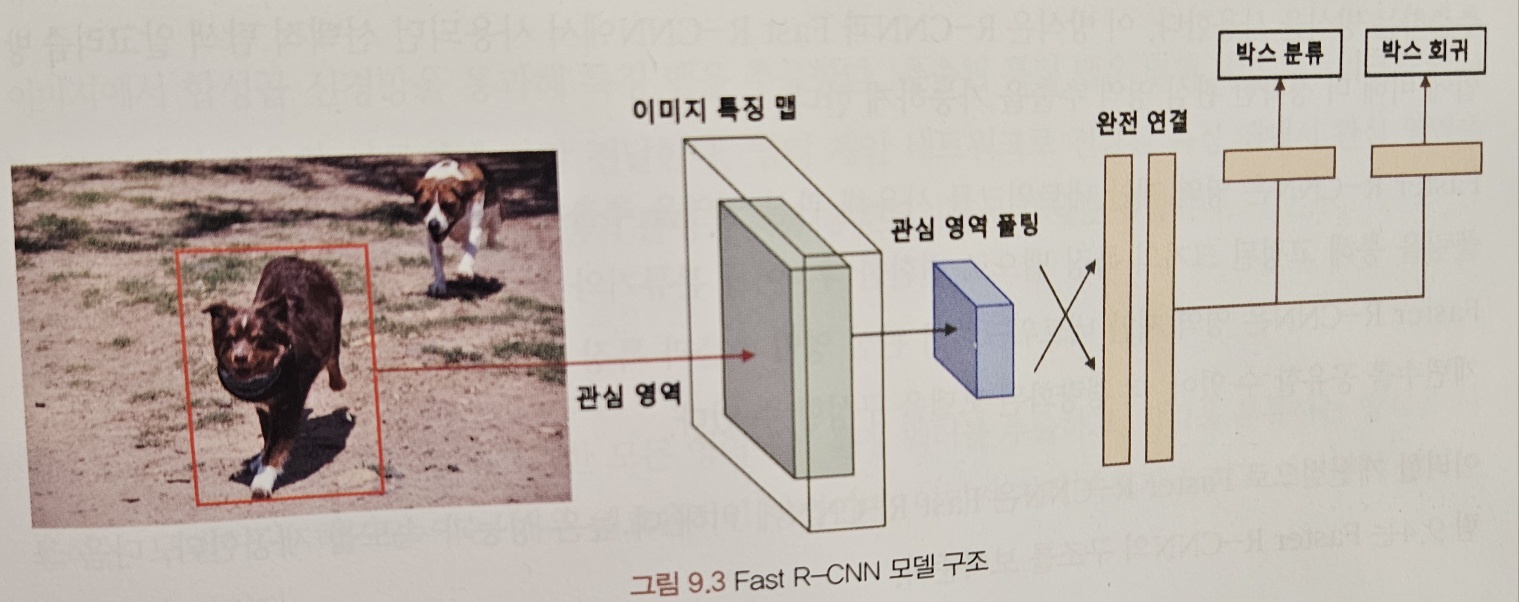 박스 분류
박스 회귀
이미지 특징 맵
완전 연결
관심 영역 풀링
관심 영역
그림 9.3 Fast R-CNN 모델 구조